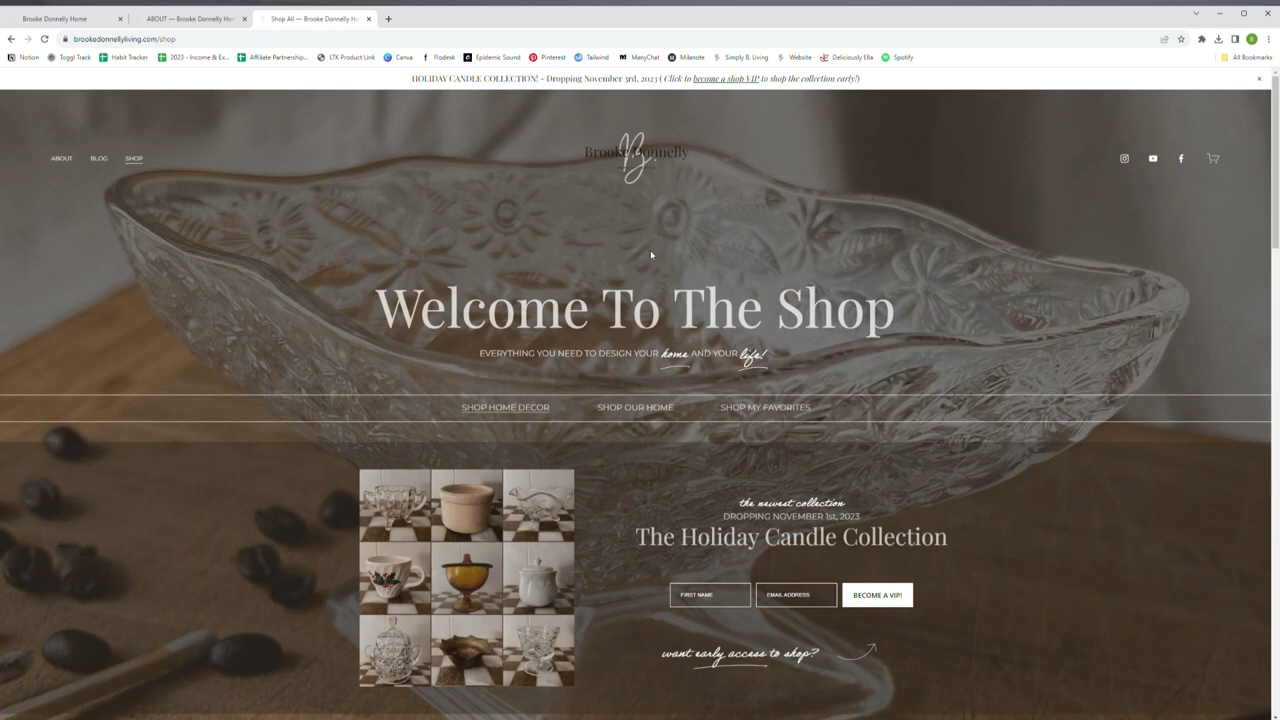 Brooke Donnelly Home
ABOUT — Brooke Donnelly Ho
Shop All — Brooke Donnelly H
brookedonnellyliving.com/shop
Notion
Toggl Track
Habit Tracker
2023 - Income & Ex...
Affilkate Partnership...
LTK Product Link
Canva
Flodesk
Epidemic Sound
Pinterest
Tailwind
ManyChat
Milanote
Simply B. Living
Website
Deliciously Ella
Spotify
All Bookmarks
HOLIDAY CANDLE COLLECTION! - Dropping November 3rd, 2023 ( Click to become a shop VIP to shop the collection early!)
ABOUT
BLOG
SHOP
Brooke Donnelly
B.
Welcome To The Shop
EVERYTHING YOU NEED TO DESIGN YOUR home AND YOUR life!
SHOP HOME DECOR
SHOP OUR HOME
SHOP MY FAVORITES
the newest collection
DROPPING NOVEMBER 1st, 2023
The Holiday Candle Collection
FIRST NAME
EMAIL ADDRESS
BECOME A VIP!
want early access to shop?